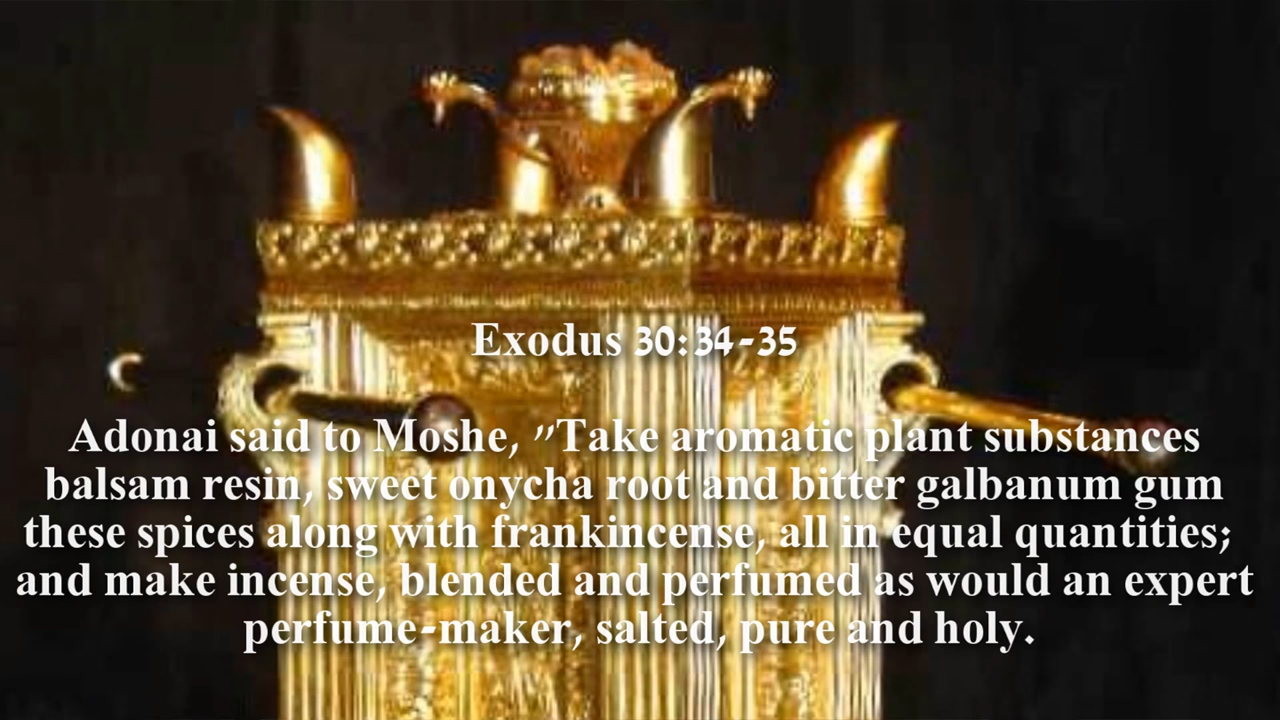 Exodus 30:34-35
Adonai said to Moshe, "Take aromatic plant substances
balsam resin, sweet onycha root and bitter galbanum gum
these spices along with frankincense, all in equal quantities;
and make incense, blended and perfumed as would an expert
perfume-maker, salted, pure and holy.